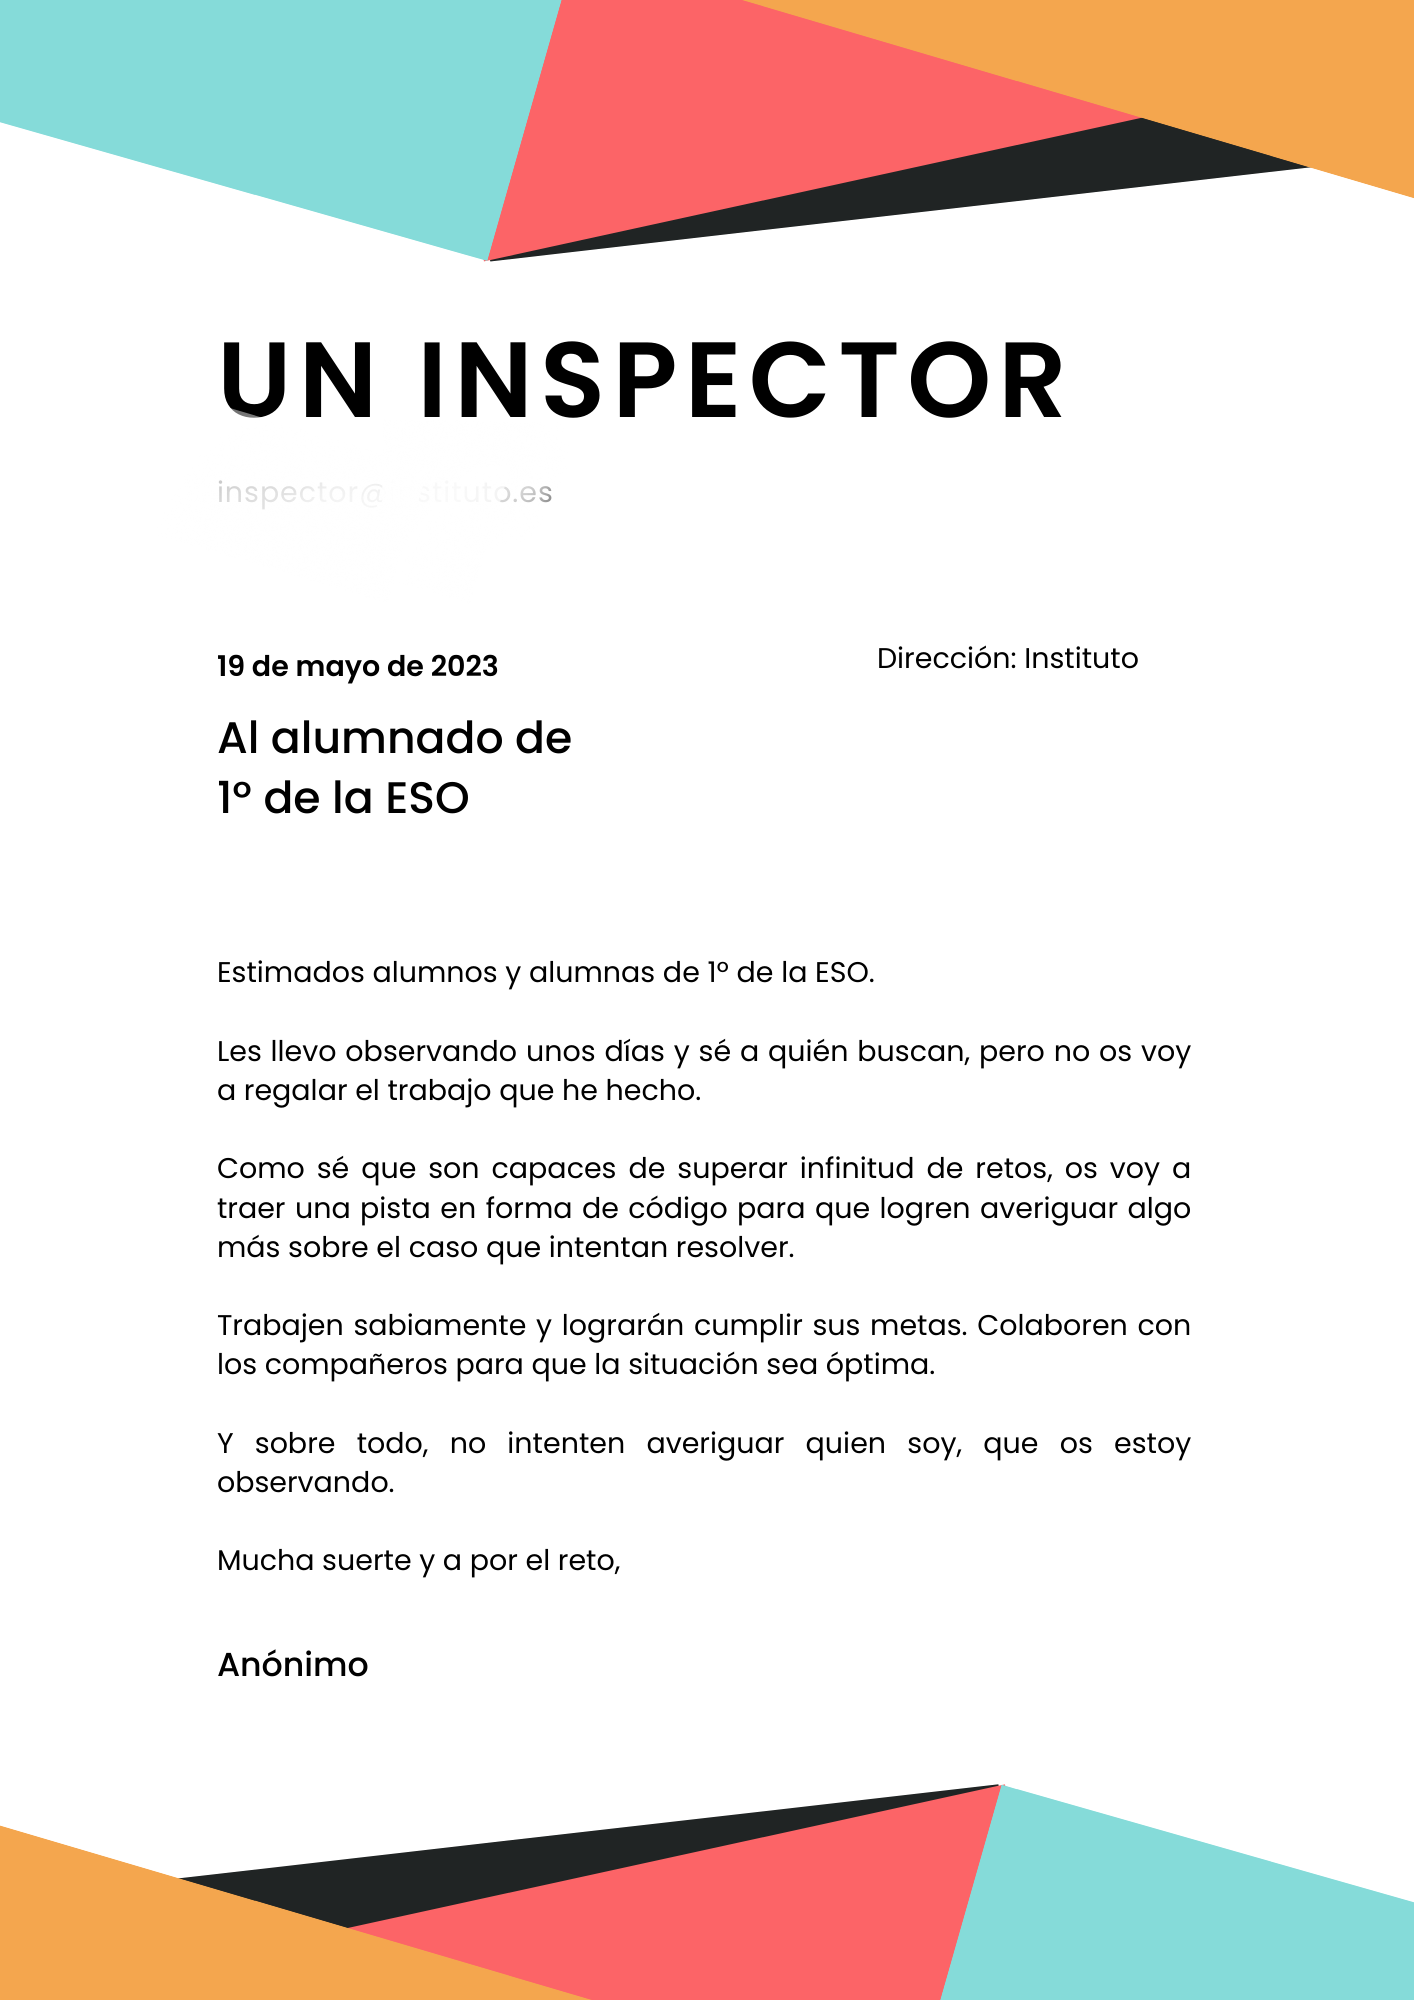 UN INSPECTOR
inspector@ stituto.es
19 de mayo de 2023
Dirección: Instituto
Al alumnado de
1º de la ESO
Estimados alumnos y alumnas de 1º de la ESO.
Les llevo observando unos días y sé a quién buscan, pero no os voy
a regalar el trabajo que he hecho.
Como sé que son capaces de superar infinitud de retos, os voy a
traer una pista en forma de código para que logren averiguar algo
más sobre el caso que intentan resolver.
Trabajen sabiamente y lograrán cumplir sus metas. Colaboren con
los compañeros para que la situación sea óptima.
Y sobre todo, no intenten averiguar quien soy, que os estoy
observando.
Mucha suerte y a por el reto,
Anónimo